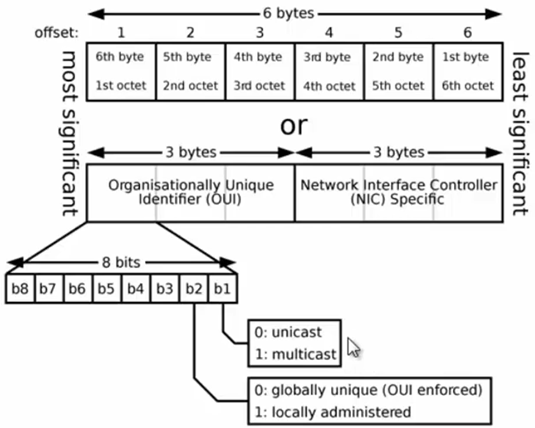 6 bytes
offset: 1 2 3 4 5 6
most significant
6th byte 5th byte 4th byte 3rd byte 2nd byte 1st byte
1st octet 2nd octet 3rd octet 4th octet 5th octet 6th octet
least significant
or
3 bytes 3 bytes
Organisationally Unique
Identifier (OUI)
Network Interface Controller
(NIC) Specific
8 bits
b8 b7 b6 b5 b4 b3 b2 b1
0: unicast
1: multicast
0: globally unique (OUI enforced)
1: locally administered